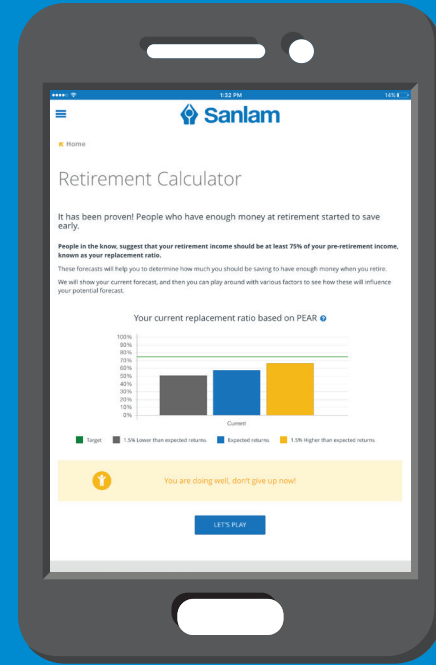 1:32 PM
14%
Sanlam
Home
Retirement Calculator
It has been proven! People who have enough money at retirement started to save
early.
People in the know, suggest that your retirement income should be at least 75% of your pre-retirement income,
known as your replacement ratio.
These forecasts will help you to determine how much you should be saving to have enough money when you retire.
We will show your current forecast, and then you can play around with various factors to see how these will influence
your potential forecast.
Your current replacement ratio based on PEAR ?
100%
90%
80%
70%
60%
50%
40%
30%
20%
10%
0%
Current
Target 1.5% Lower than expected returns Expected returns 1.5% Higher than expected returns
You are doing well, don't give up now!
LET'S PLAY